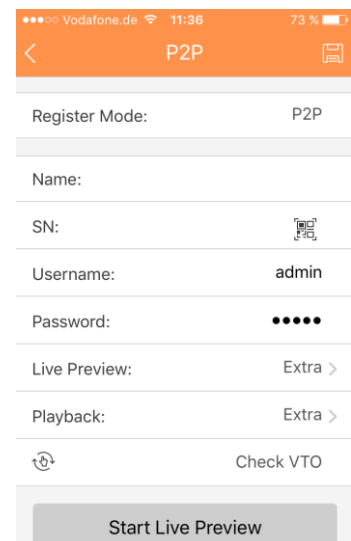 Vodafone.de 11:36 73 %
P2P
Register Mode: P2P
Name:
SN:
Username: admin
Password: •••••
Live Preview: Extra
Playback: Extra
Check VTO
Start Live Preview